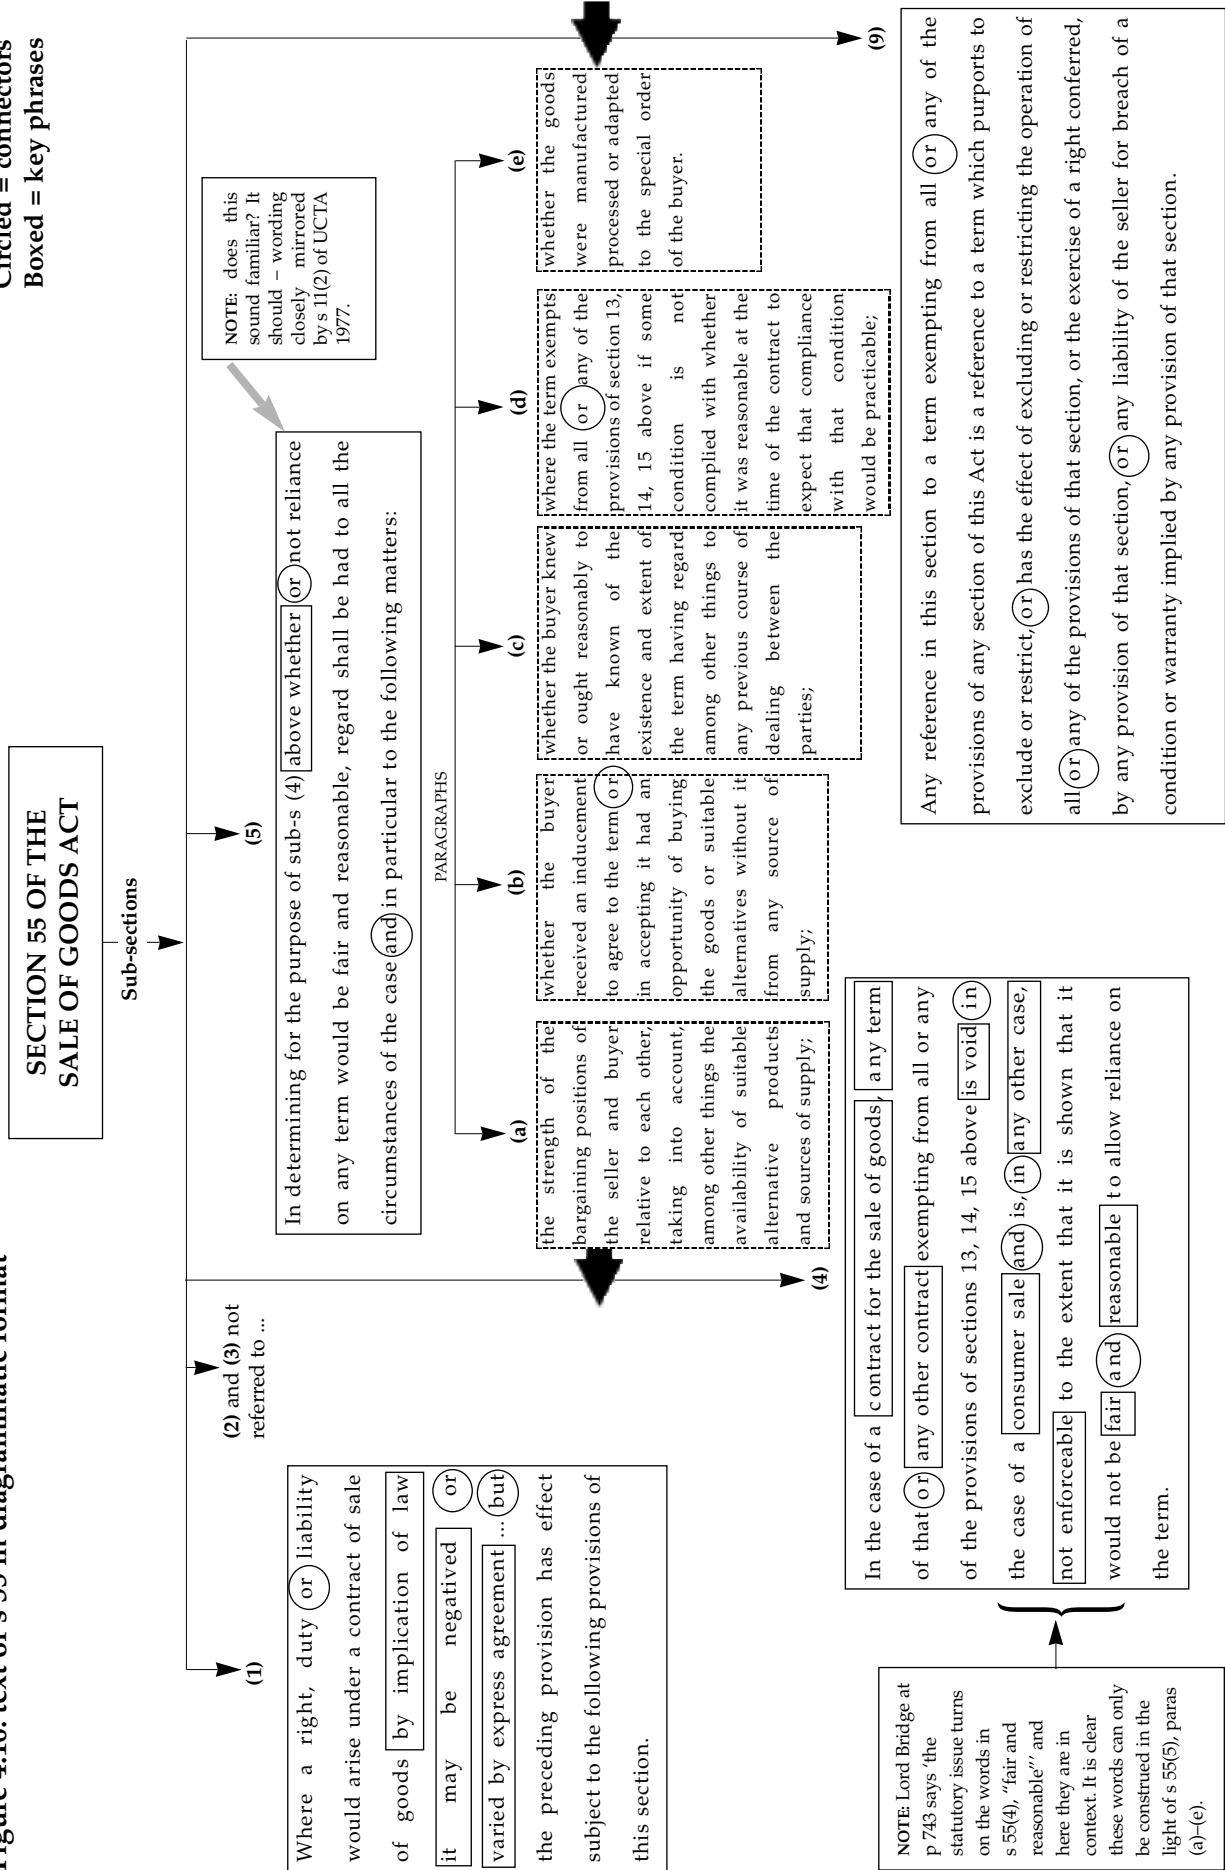 Figure 4.10: text of s 55 in diagrammatic format
Circled = connectors
Boxed = key phrases
SECTION 55 OF THE
SALE OF GOODS ACT
Sub-sections
(1)
Where a right, duty or liability
would arise under a contract of sale
of goods by implication of law
it may be negatived or
varied by express agreement ... but
the preceding provision has effect
subject to the following provisions of
this section.
(2) and (3) not
referred to ...
(4)
In the case of a contract for the sale of goods, any term
of that or any other contract exempting from all or any
of the provisions of sections 13, 14, 15 above is void in
the case of a consumer sale and is, in any other case,
not enforceable to the extent that it is shown that it
would not be fair and reasonable to allow reliance on
the term.
NOTE: Lord Bridge at
p 743 says 'the
statutory issue turns
on the words in
s 55(4), "fair and
reasonable"' and
here they are in
context. It is clear
these words can only
be construed in the
light of s 55(5), paras
(a)–(e).
(5)
In determining for the purpose of sub-s (4) above whether or not reliance
on any term would be fair and reasonable, regard shall be had to all the
circumstances of the case and in particular to the following matters:
NOTE: does this
sound familiar? It
should – wording
closely mirrored
by s 11(2) of UCTA
1977.
PARAGRAPHS
(a)
the strength of the
bargaining positions of
the seller and buyer
relative to each other,
taking into account,
among other things the
availability of suitable
alternative products
and sources of supply;
(b)
whether the buyer
received an inducement
to agree to the term or
in accepting it had an
opportunity of buying
the goods or suitable
alternatives without it
from any source of
supply;
(c)
whether the buyer knew
or ought reasonably to
have known of the
existence and extent of
the term having regard
among other things to
any previous course of
dealing between the
parties;
(d)
where the term exempts
from all or any of the
provisions of section 13,
14, 15 above if some
condition is not
complied with whether
it was reasonable at the
time of the contract to
expect that compliance
with that condition
would be practicable;
(e)
whether the goods
were manufactured
processed or adapted
to the special order
of the buyer.
(9)
Any reference in this section to a term exempting from all or any of the
provisions of any section of this Act is a reference to a term which purports to
exclude or restrict, or has the effect of excluding or restricting the operation of
all or any of the provisions of that section, or the exercise of a right conferred,
by any provision of that section, or any liability of the seller for breach of a
condition or warranty implied by any provision of that section.